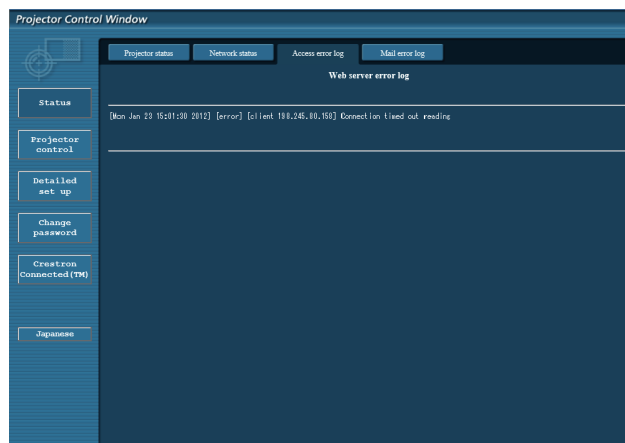 Projector Control Window
Projector status
Network status
Access error log
Mail error log
Web server error log
Status
[Mon Jan 23 15:01:30 2012] [error] [client 198.245.80.158] Connection timed out reading
Projector
control
Detailed
set up
Change
password
Crestron
Connected(TM)
Japanese